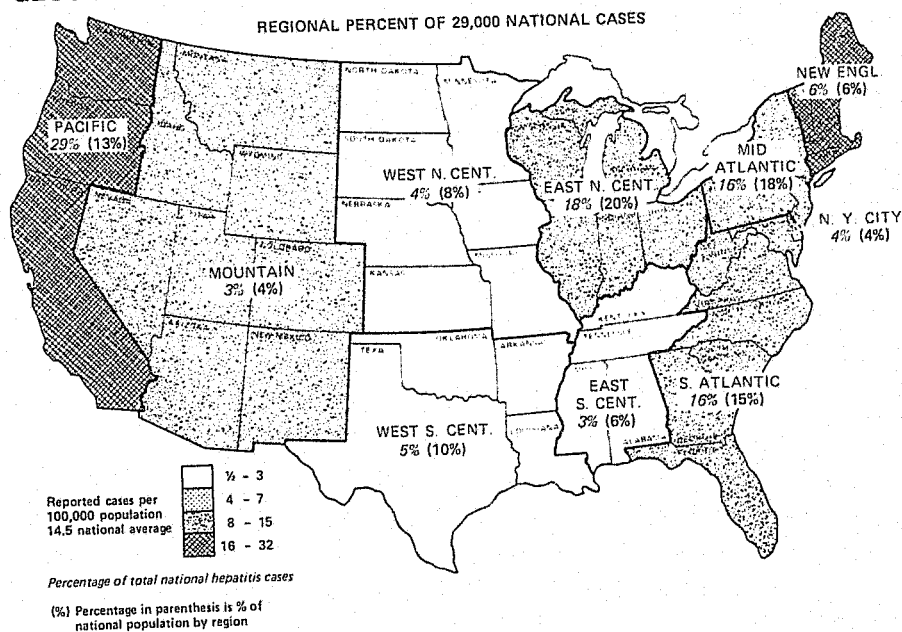 REGIONAL PERCENT OF 29,000 NATIONAL CASES
NEW ENGL.
6% (6%)
PACIFIC
29% (13%)
MID
ATLANTIC
16% (18%)
WEST N. CENT.
4% (8%)
EAST N. CENT.
18% (20%)
N. Y. CITY
4% (4%)
MOUNTAIN
3% (4%)
NORTH DAKOTA
SOUTH DAKOTA
NEBRASKA
KANSAS
WYOMING
IDAHO
COLORADO
ARIZONA
NEW MEXICO
OKLAHOMA
ARKANSAS
KENTUCKY
TENNESSEE
EAST
S. CENT.
3% (6%)
S. ATLANTIC
16% (15%)
WEST S. CENT.
5% (10%)
Reported cases per
100,000 population
14.5 national average
½ - 3
4 - 7
8 - 15
16 - 32
Percentage of total national hepatitis cases
(%) Percentage in parenthesis is % of
national population by region